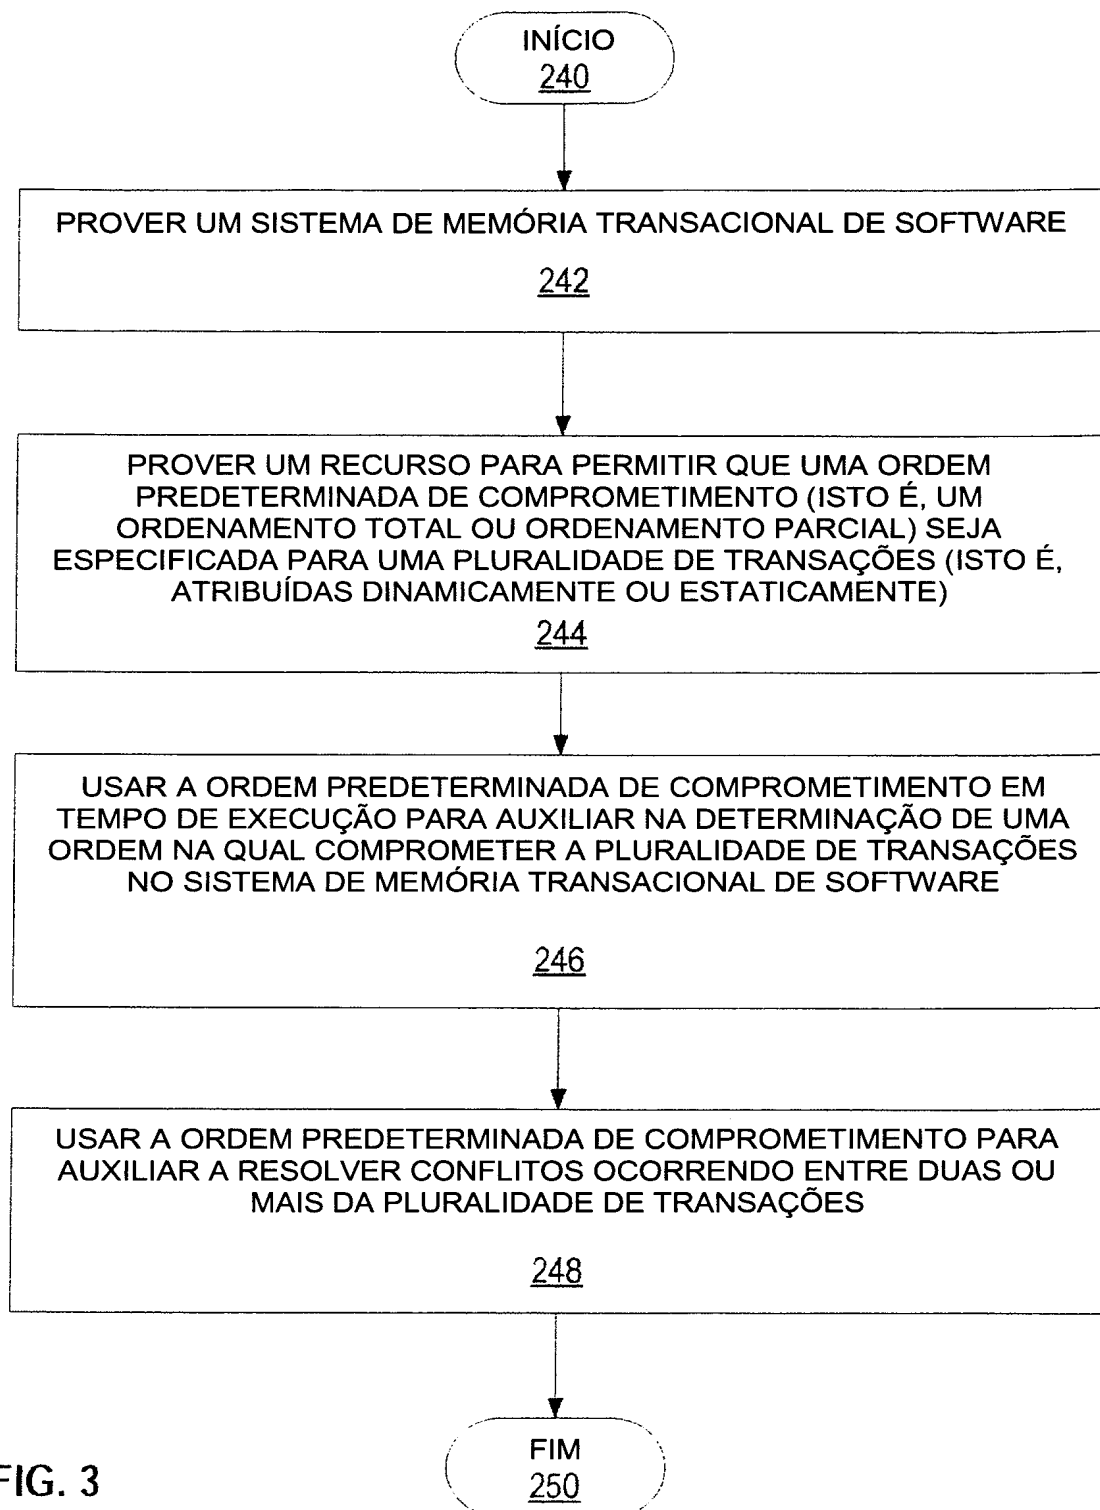 INÍCIO
240
PROVER UM SISTEMA DE MEMÓRIA TRANSACIONAL DE SOFTWARE
242
PROVER UM RECURSO PARA PERMITIR QUE UMA ORDEM
PREDETERMINADA DE COMPROMETIMENTO (ISTO É, UM
ORDENAMENTO TOTAL OU ORDENAMENTO PARCIAL) SEJA
ESPECIFICADA PARA UMA PLURALIDADE DE TRANSAÇÕES (ISTO É,
ATRIBUÍDAS DINAMICAMENTE OU ESTATICAMENTE)
244
USAR A ORDEM PREDETERMINADA DE COMPROMETIMENTO EM
TEMPO DE EXECUÇÃO PARA AUXILIAR NA DETERMINAÇÃO DE UMA
ORDEM NA QUAL COMPROMETER A PLURALIDADE DE TRANSAÇÕES
NO SISTEMA DE MEMÓRIA TRANSACIONAL DE SOFTWARE
246
USAR A ORDEM PREDETERMINADA DE COMPROMETIMENTO PARA
AUXILIAR A RESOLVER CONFLITOS OCORRENDO ENTRE DUAS OU
MAIS DA PLURALIDADE DE TRANSAÇÕES
248
FIM
250
FIG. 3